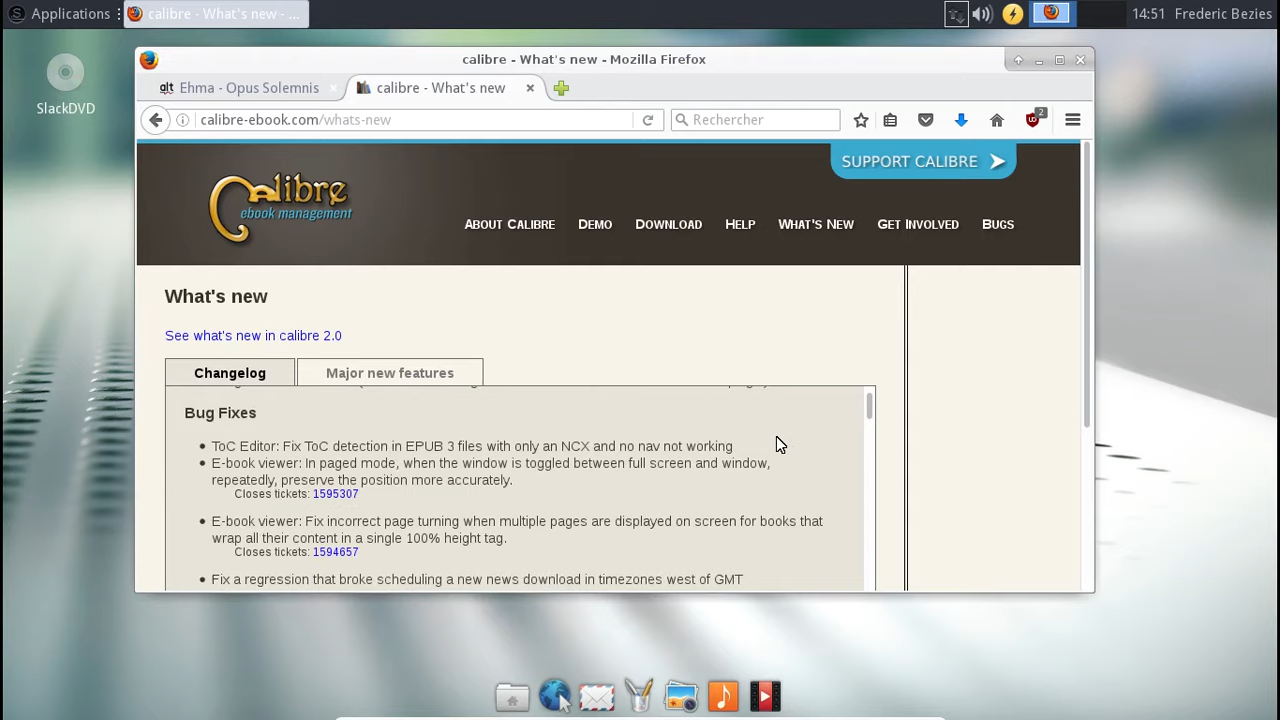 Applications
calibre - What's new - ...
14:51 Frederic Bezies
SlackDVD
calibre - What's new - Mozilla Firefox
alt Ehma - Opus Solemnis
calibre - What's new
calibre-ebook.com/whats-new
Rechercher
2
SUPPORT CALIBRE
Calibre
ebook management
ABOUT CALIBRE DEMO DOWNLOAD HELP WHAT'S NEW GET INVOLVED BUGS
What's new
See what's new in calibre 2.0
Changelog Major new features
Bug Fixes
ToC Editor: Fix ToC detection in EPUB 3 files with only an NCX and no nav not working
E-book viewer: In paged mode, when the window is toggled between full screen and window,
repeatedly, preserve the position more accurately.
Closes tickets: 1595307
E-book viewer: Fix incorrect page turning when multiple pages are displayed on screen for books that
wrap all their content in a single 100% height tag.
Closes tickets: 1594657
Fix a regression that broke scheduling a new news download in timezones west of GMT